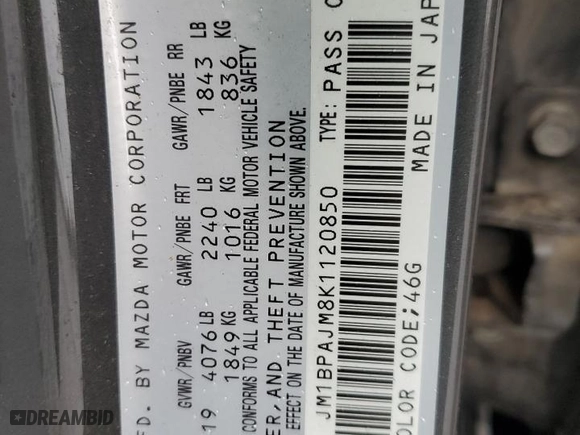 FD. BY MAZDA MOTOR CORPORATION
GVWR/PNBV GAWR/PNBE FRT GAWR/PNBE RR
19 4076 LB 2240 LB 1843 LB
1849 KG 1016 KG 836 KG
CONFORMS TO ALL APPLICABLE FEDERAL MOTOR VEHICLE SAFETY
ER, AND THEFT PREVENTION
EFFECT ON THE DATE OF MANUFACTURE SHOWN ABOVE.
JM1BPAJM8K1120850 TYPE: PASS C
OLOR CODE;46G MADE IN JAP
DREAMBID